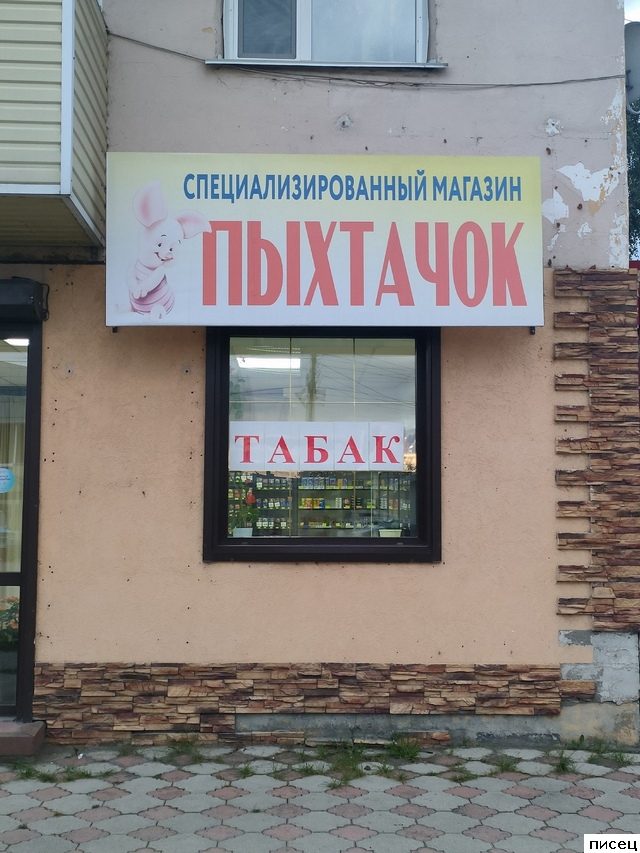 СПЕЦИАЛИЗИРОВАННЫЙ МАГАЗИН
ПЫХТАЧОК
ТАБАК
писец